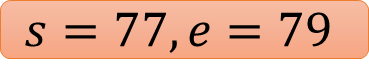 s = 77, e = 79